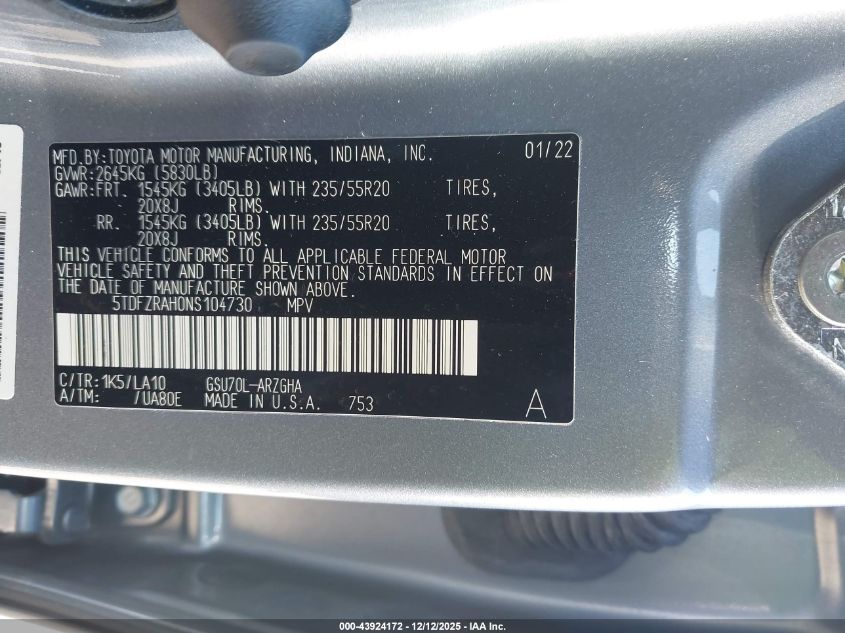 MFD.BY:TOYOTA MOTOR MANUFACTURING, INDIANA, INC. 01/22
GVWR:2645KG (5830LB)
GAWR:FRT. 1545KG (3405LB) WITH 235/55R20 TIRES,
20X8J RIMS.
RR. 1545KG (3405LB) WITH 235/55R20 TIRES,
20X8J RIMS.
THIS VEHICLE CONFORMS TO ALL APPLICABLE FEDERAL MOTOR
VEHICLE SAFETY AND THEFT PREVENTION STANDARDS IN EFFECT ON
THE DATE OF MANUFACTURE SHOWN ABOVE.
5TDFZRAH0NS104730 MPV
C/TR:1K5/LA10 GSU70L-ARZGHA
A/TM: /UA80E MADE IN U.S.A. 753 A
000-43924172 - 12/12/2025 - IAA Inc.